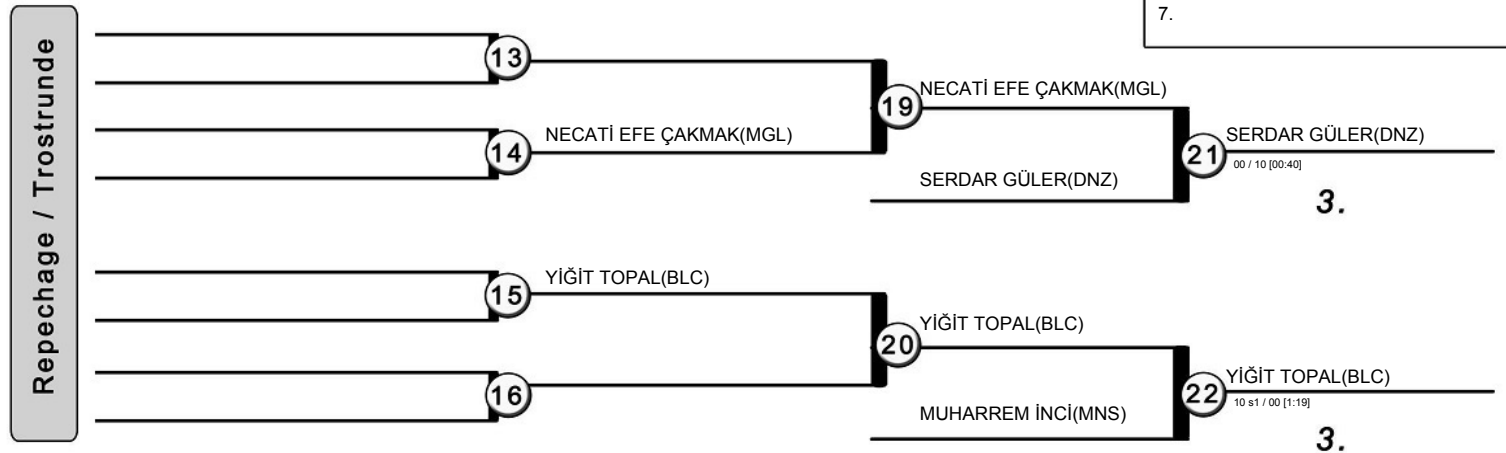 7.
Repechage / Trostrunde
13
NECATİ EFE ÇAKMAK(MGL)
19
NECATİ EFE ÇAKMAK(MGL)
14
SERDAR GÜLER(DNZ)
21
00 / 10 [00:40]
SERDAR GÜLER(DNZ)
3.
YİĞİT TOPAL(BLC)
15
YİĞİT TOPAL(BLC)
20
YİĞİT TOPAL(BLC)
16
22
10 s1 / 00 [1:19]
MUHARREM İNCİ(MNS)
3.